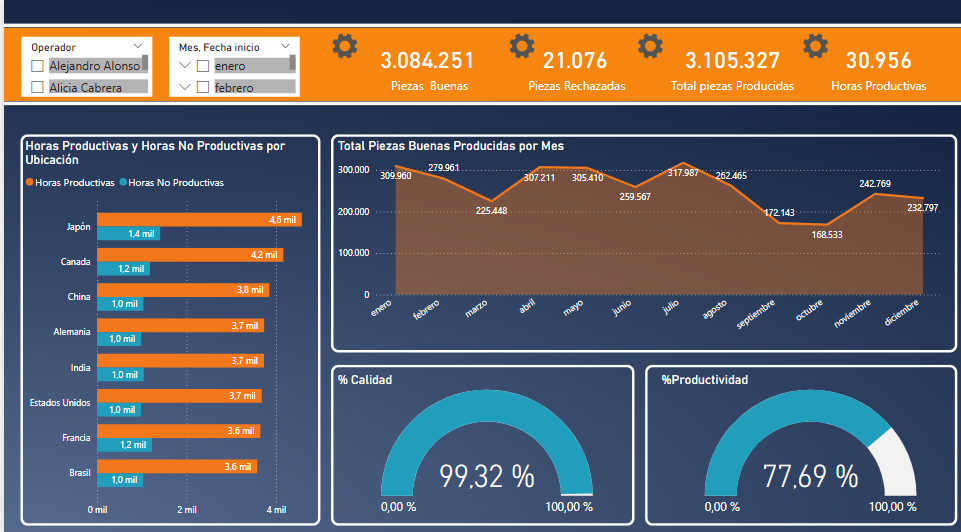 Operador
Alejandro Alonso
Alicia Cabrera
Mes, Fecha inicio
enero
febrero
3.084.251
Piezas Buenas
21.076
Piezas Rechazadas
3.105.327
Total piezas Producidas
30.956
Horas Productivas
Horas Productivas y Horas No Productivas por
Ubicación
Horas Productivas Horas No Productivas
Japón 4,6 mil
1,4 mil
Canada 4,2 mil
1,2 mil
China 3,8 mil
1,0 mil
Alemania 3,7 mil
1,0 mil
India 3,7 mil
1,0 mil
Estados Unidos 3,7 mil
1,0 mil
Francia 3,6 mil
1,2 mil
Brasil 3,6 mil
1,0 mil
0 mil 2 mil 4 mil
Total Piezas Buenas Producidas por Mes
300.000
200.000
100.000
0
309.960 279.961 225.448 307.211 305.410 259.567 317.987 262.465 172.143 168.533 242.769 232.797
enero febrero marzo abril mayo junio julio agosto septiembre octubre noviembre diciembre
% Calidad
99,32 %
0,00 % 100,00 %
%Productividad
77,69 %
0,00 % 100,00 %